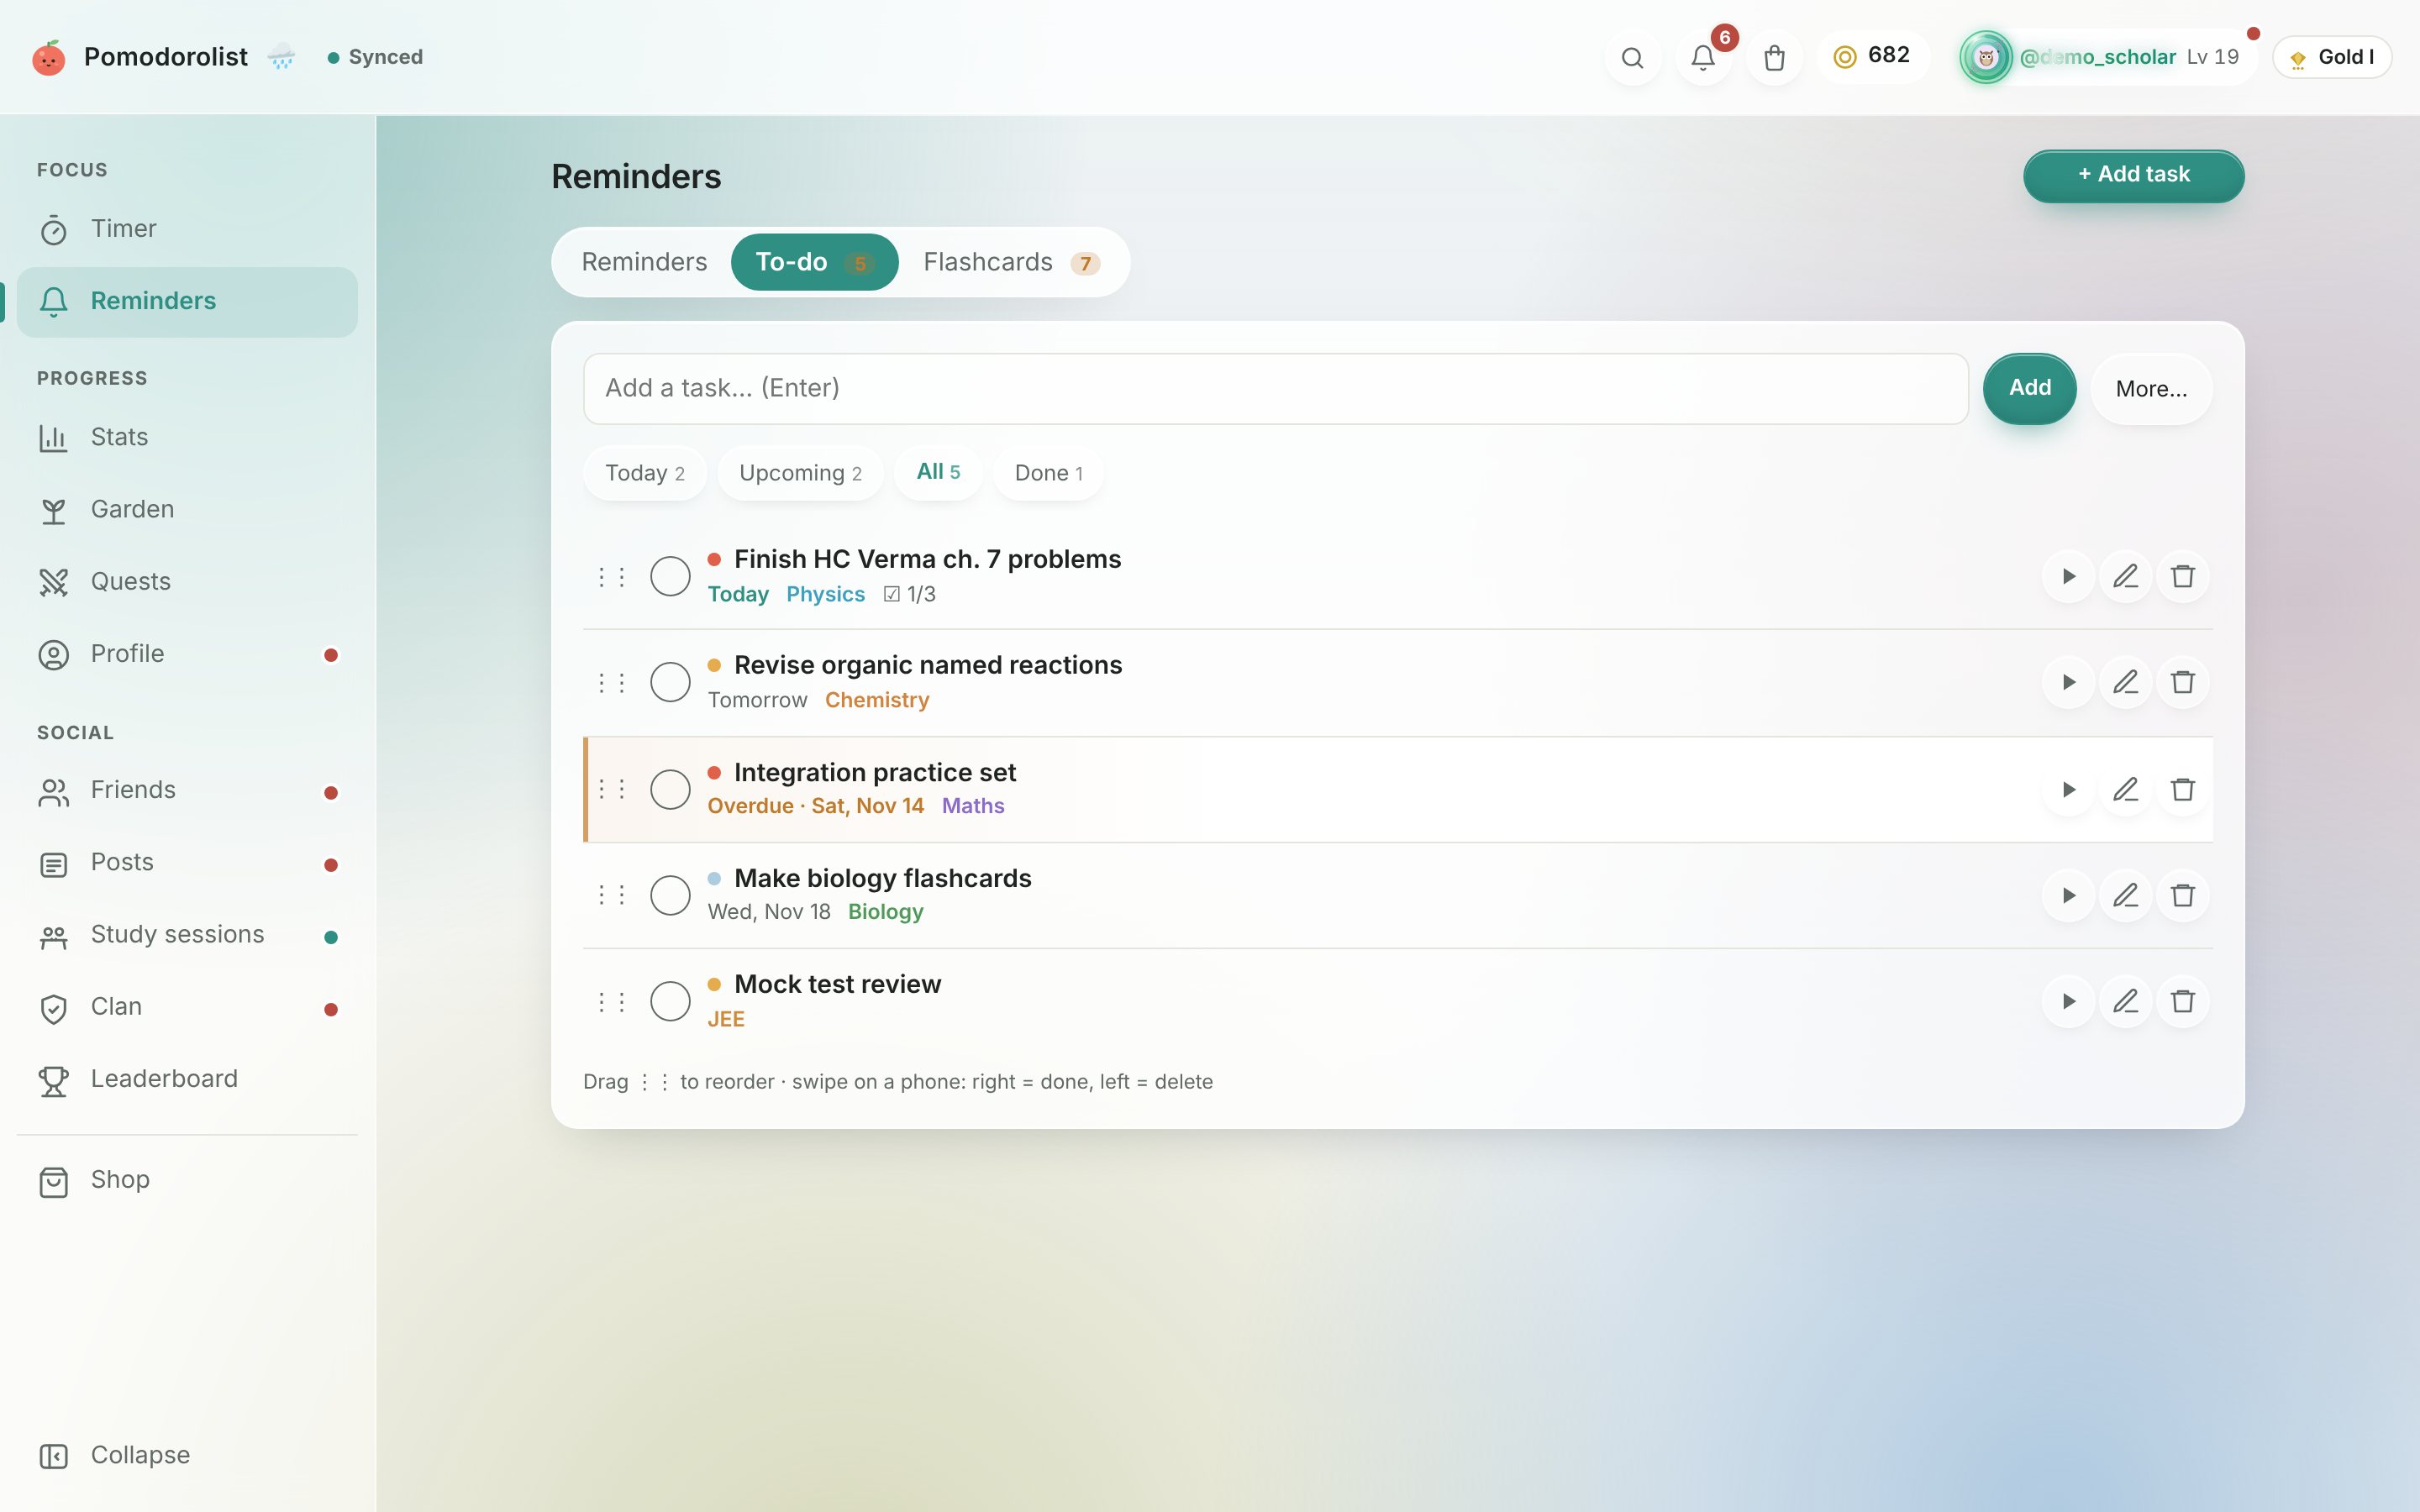 Pomodorolist
Synced
6
682
@demo_scholar Lv 19
Gold I
FOCUS
Timer
Reminders
PROGRESS
Stats
Garden
Quests
Profile
SOCIAL
Friends
Posts
Study sessions
Clan
Leaderboard
Shop
Collapse
Reminders
+ Add task
Reminders
To-do 5
Flashcards 7
Add a task... (Enter)
Add
More...
Today 2
Upcoming 2
All 5
Done 1
Finish HC Verma ch. 7 problems
Today Physics ☑ 1/3
Revise organic named reactions
Tomorrow Chemistry
Integration practice set
Overdue · Sat, Nov 14 Maths
Make biology flashcards
Wed, Nov 18 Biology
Mock test review
JEE
Drag ⋮⋮ to reorder · swipe on a phone: right = done, left = delete